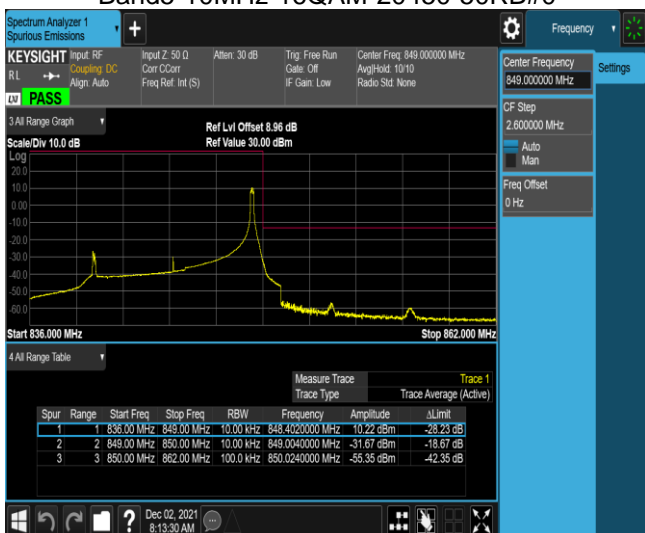 Band5-10MHz-16QAM-20450-50RB#0
Spectrum Analyzer 1
Spurious Emissions
Frequency
KEYSIGHT
Input: RF
Coupling: DC
Align: Auto
RL
LXI
PASS
Input Z: 50 Ω
Corr CCorr
Freq Ref: Int (S)
Atten: 30 dB
Trig: Free Run
Gate: Off
IF Gain: Low
Center Freq: 849.000000 MHz
Avg|Hold: 10/10
Radio Std: None
Center Frequency
849.000000 MHz
Settings
CF Step
2.600000 MHz
Auto
Man
Freq Offset
0 Hz
3 All Range Graph
Scale/Div 10.0 dB
Ref Lvl Offset 8.96 dB
Ref Value 30.00 dBm
Log
20.0
10.0
0.00
-10.0
-20.0
-30.0
-40.0
-50.0
-60.0
Start 836.000 MHz
Stop 862.000 MHz
4 All Range Table
Measure Trace Trace 1
Trace Type Trace Average (Active)
Spur Range Start Freq Stop Freq RBW Frequency Amplitude ΔLimit
1 1 836.00 MHz 849.00 MHz 10.00 kHz 848.4020000 MHz 10.22 dBm -28.23 dB
2 2 849.00 MHz 850.00 MHz 10.00 kHz 849.0040000 MHz -31.67 dBm -18.67 dB
3 3 850.00 MHz 862.00 MHz 100.0 kHz 850.0240000 MHz -55.35 dBm -42.35 dB
Dec 02, 2021
8:13:30 AM